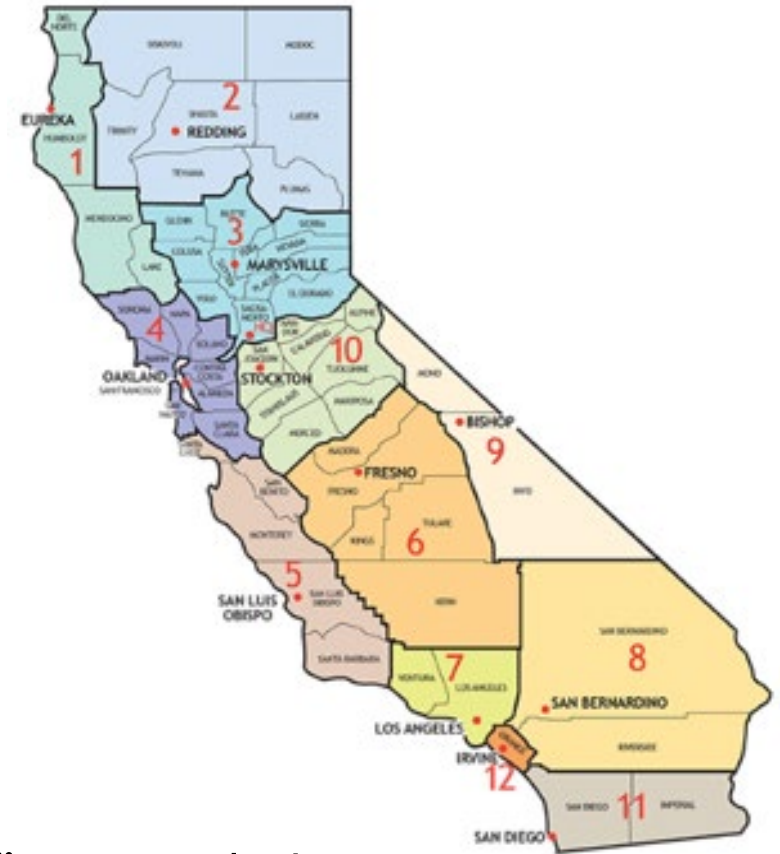 DEL
NORTE
SISKIYOU
MODOC
2
SHASTA
LASSEN
EUREKA
TRINITY
REDDING
HUMBOLDT
1
TEHAMA
PLUMAS
MENDOCINO
GLENN
BUTTE
3
SIERRA
COLUSA
YUBA
NEVADA
SUTTER
MARYSVILLE
LAKE
PLACER
YOLO
EL DORADO
SONOMA
NAPA
SACRA-
MENTO
HQ
ALPINE
4
SOLANO
CALAVERAS
10
MARIN
SAN
JOAQUIN
TUOLUMNE
MONO
OAKLAND
CONTRA
COSTA
STOCKTON
SAN FRANCISCO
ALAMEDA
STANISLAUS
MARIPOSA
SAN
MATEO
BISHOP
SANTA
CLARA
MERCED
9
SANTA
CRUZ
MADERA
FRESNO
SAN
BENITO
FRESNO
INYO
MONTEREY
TULARE
KINGS
6
5
SAN LUIS
OBISPO
SAN LUIS
OBISPO
KERN
SAN BERNARDINO
SANTA BARBARA
7
8
VENTURA
LOS ANGELES
SAN BERNARDINO
LOS ANGELES
ORANGE
RIVERSIDE
IRVINE
12
SAN DIEGO
11
IMPERIAL
SAN DIEGO